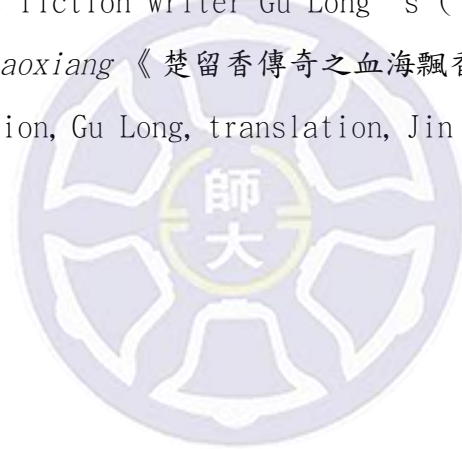 fiction writer Gu Long 's (
aoxiang 《楚留香傳奇之血海飄香
ion, Gu Long, translation, Jin
師大